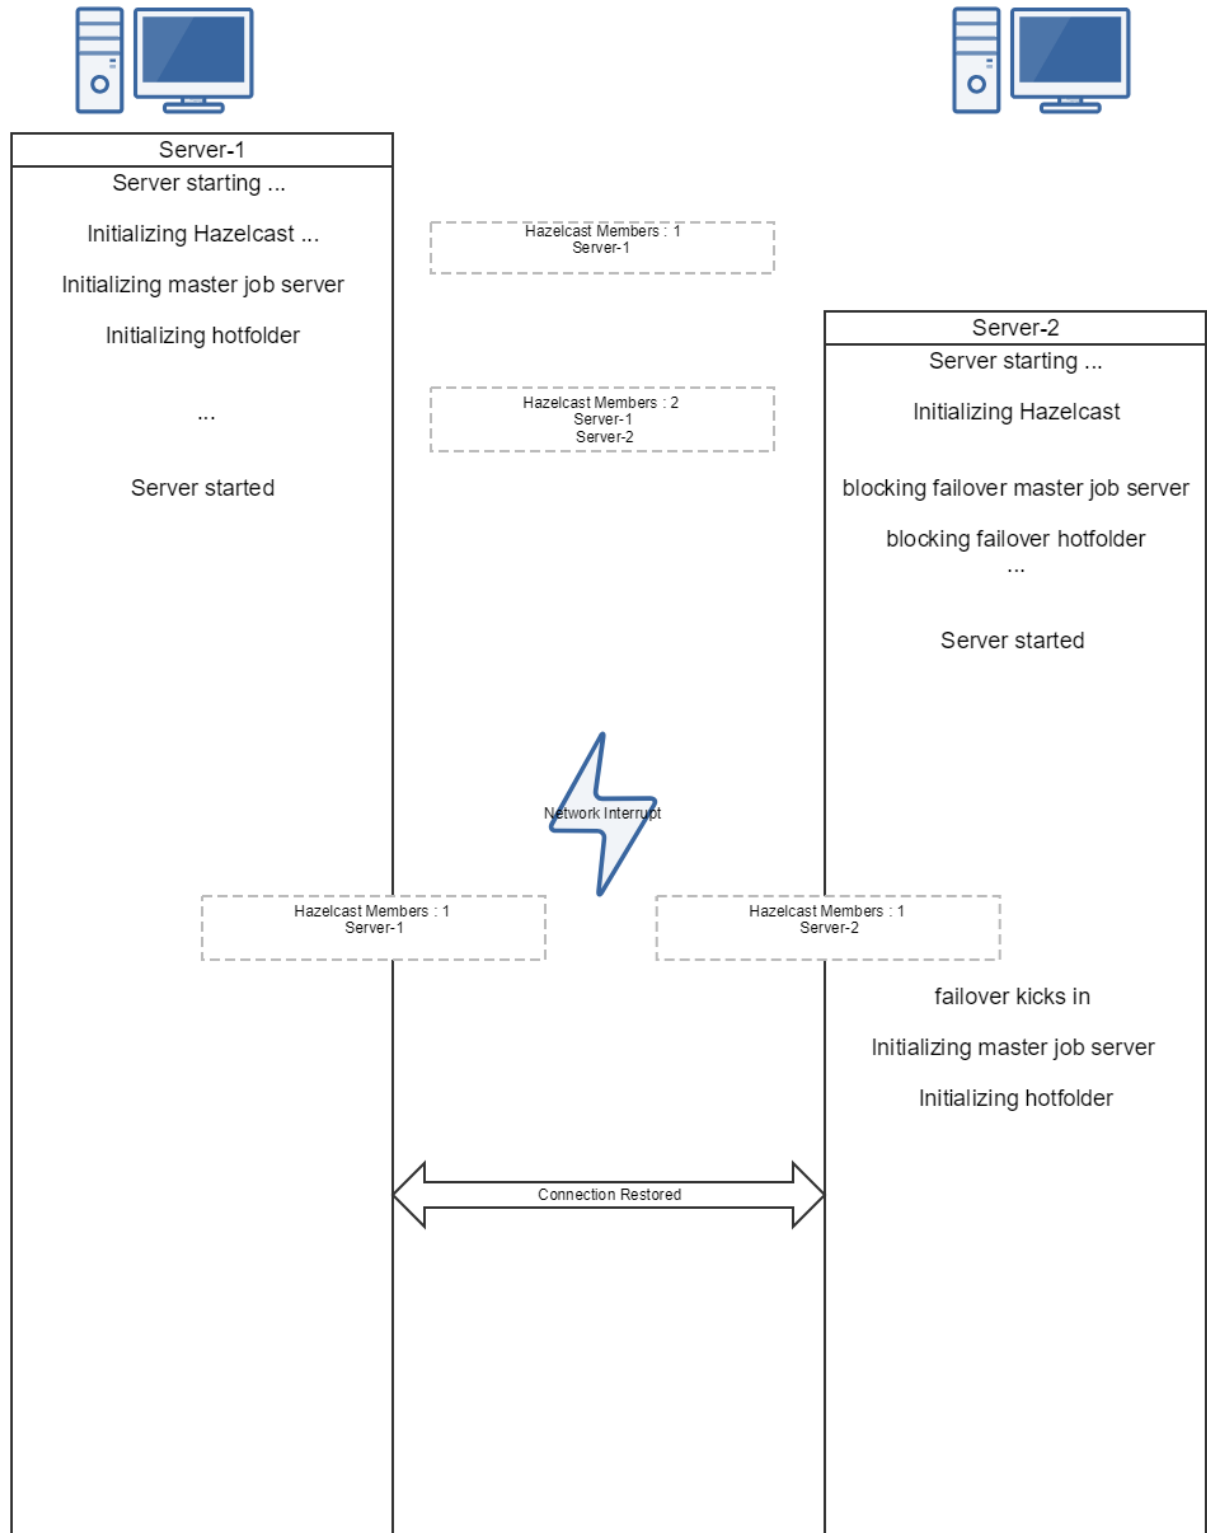 Server-1
Server starting ...
Initializing Hazelcast ...
Hazelcast Members : 1
Server-1
Initializing master job server
Initializing hotfolder
Server-2
Server starting ...
Hazelcast Members : 2
Server-1
Server-2
...
Initializing Hazelcast
Server started
blocking failover master job server
blocking failover hotfolder
...
Server started
Network Interrupt
Hazelcast Members : 1
Server-1
Hazelcast Members : 1
Server-2
failover kicks in
Initializing master job server
Initializing hotfolder
Connection Restored